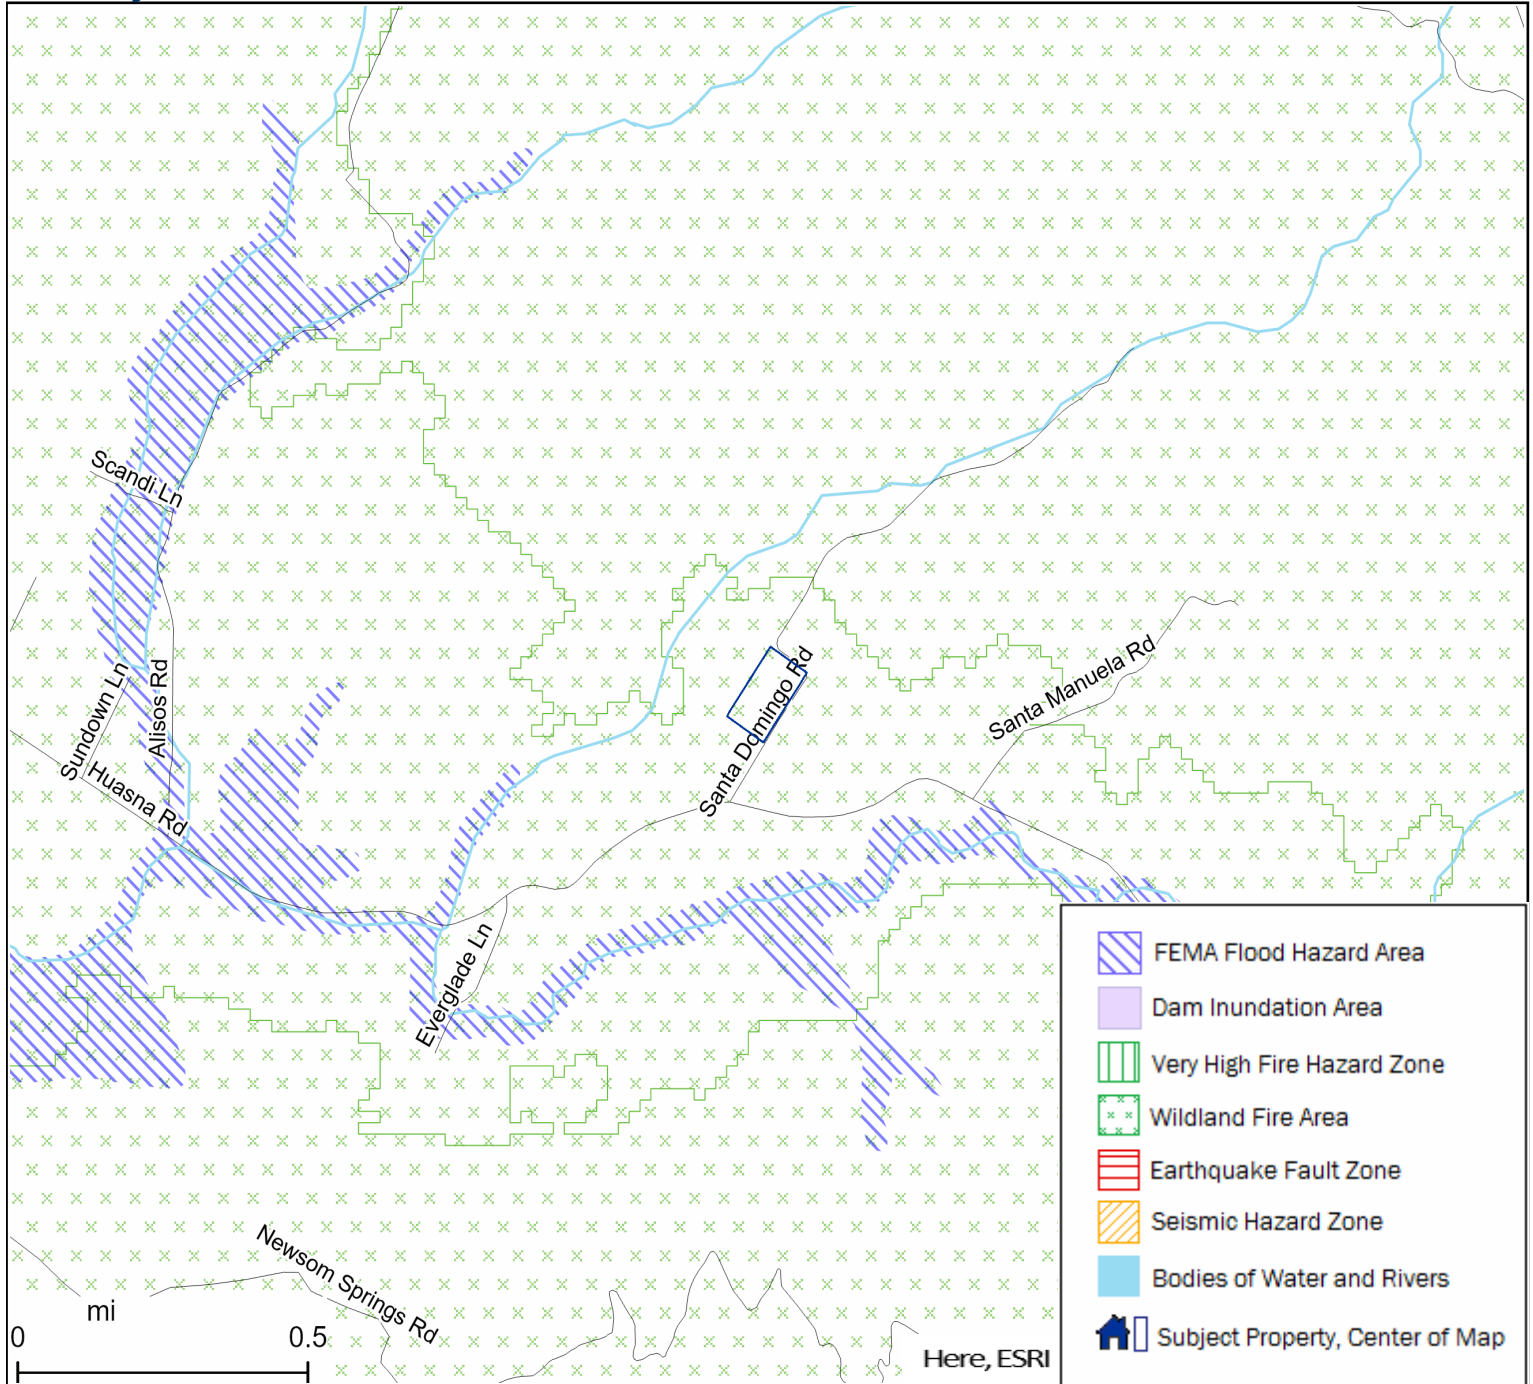 Scandi Ln
Sundown Ln
Alisos Rd
Huasna Rd
Santa Domingo Rd
Santa Manuela Rd
Everglade Ln
Newsom Springs Rd
mi
0 0.5
Here, ESRI
FEMA Flood Hazard Area
Dam Inundation Area
Very High Fire Hazard Zone
Wildland Fire Area
Earthquake Fault Zone
Seismic Hazard Zone
Bodies of Water and Rivers
Subject Property, Center of Map